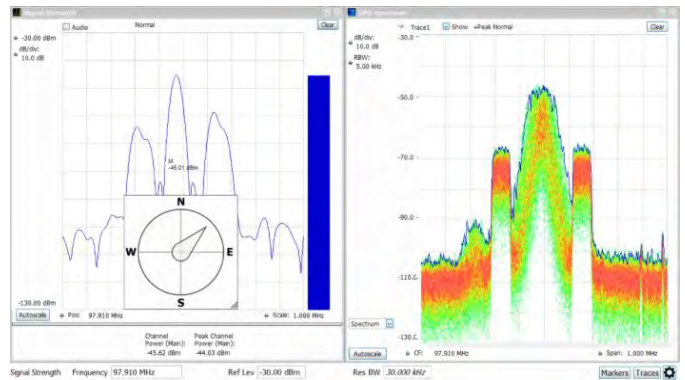 Signal Strength
Audio
Normal
Clear
-30.00 dBm
dB/div:
10.0 dB
M
-45.01 dBm
N
W
E
S
-130.00 dBm
Autoscale
Pos: 97.910 MHz
Scale: 1.000 MHz
Channel
Power (Main):
-45.62 dBm
Peak Channel
Power (Main):
-44.03 dBm
DPX Spectrum
Trace1
Show
+Peak Normal
Clear
dB/div:
10.0 dB
RBW:
5.00 kHz
-30.0
-50.0
-70.0
-90.0
-110.0
-130.0
Spectrum
Autoscale
CF: 97.910 MHz
Span: 1.000 MHz
Signal Strength
Frequency 97.910 MHz
Ref Lev -30.00 dBm
Res BW 30.000 kHz
Markers
Traces